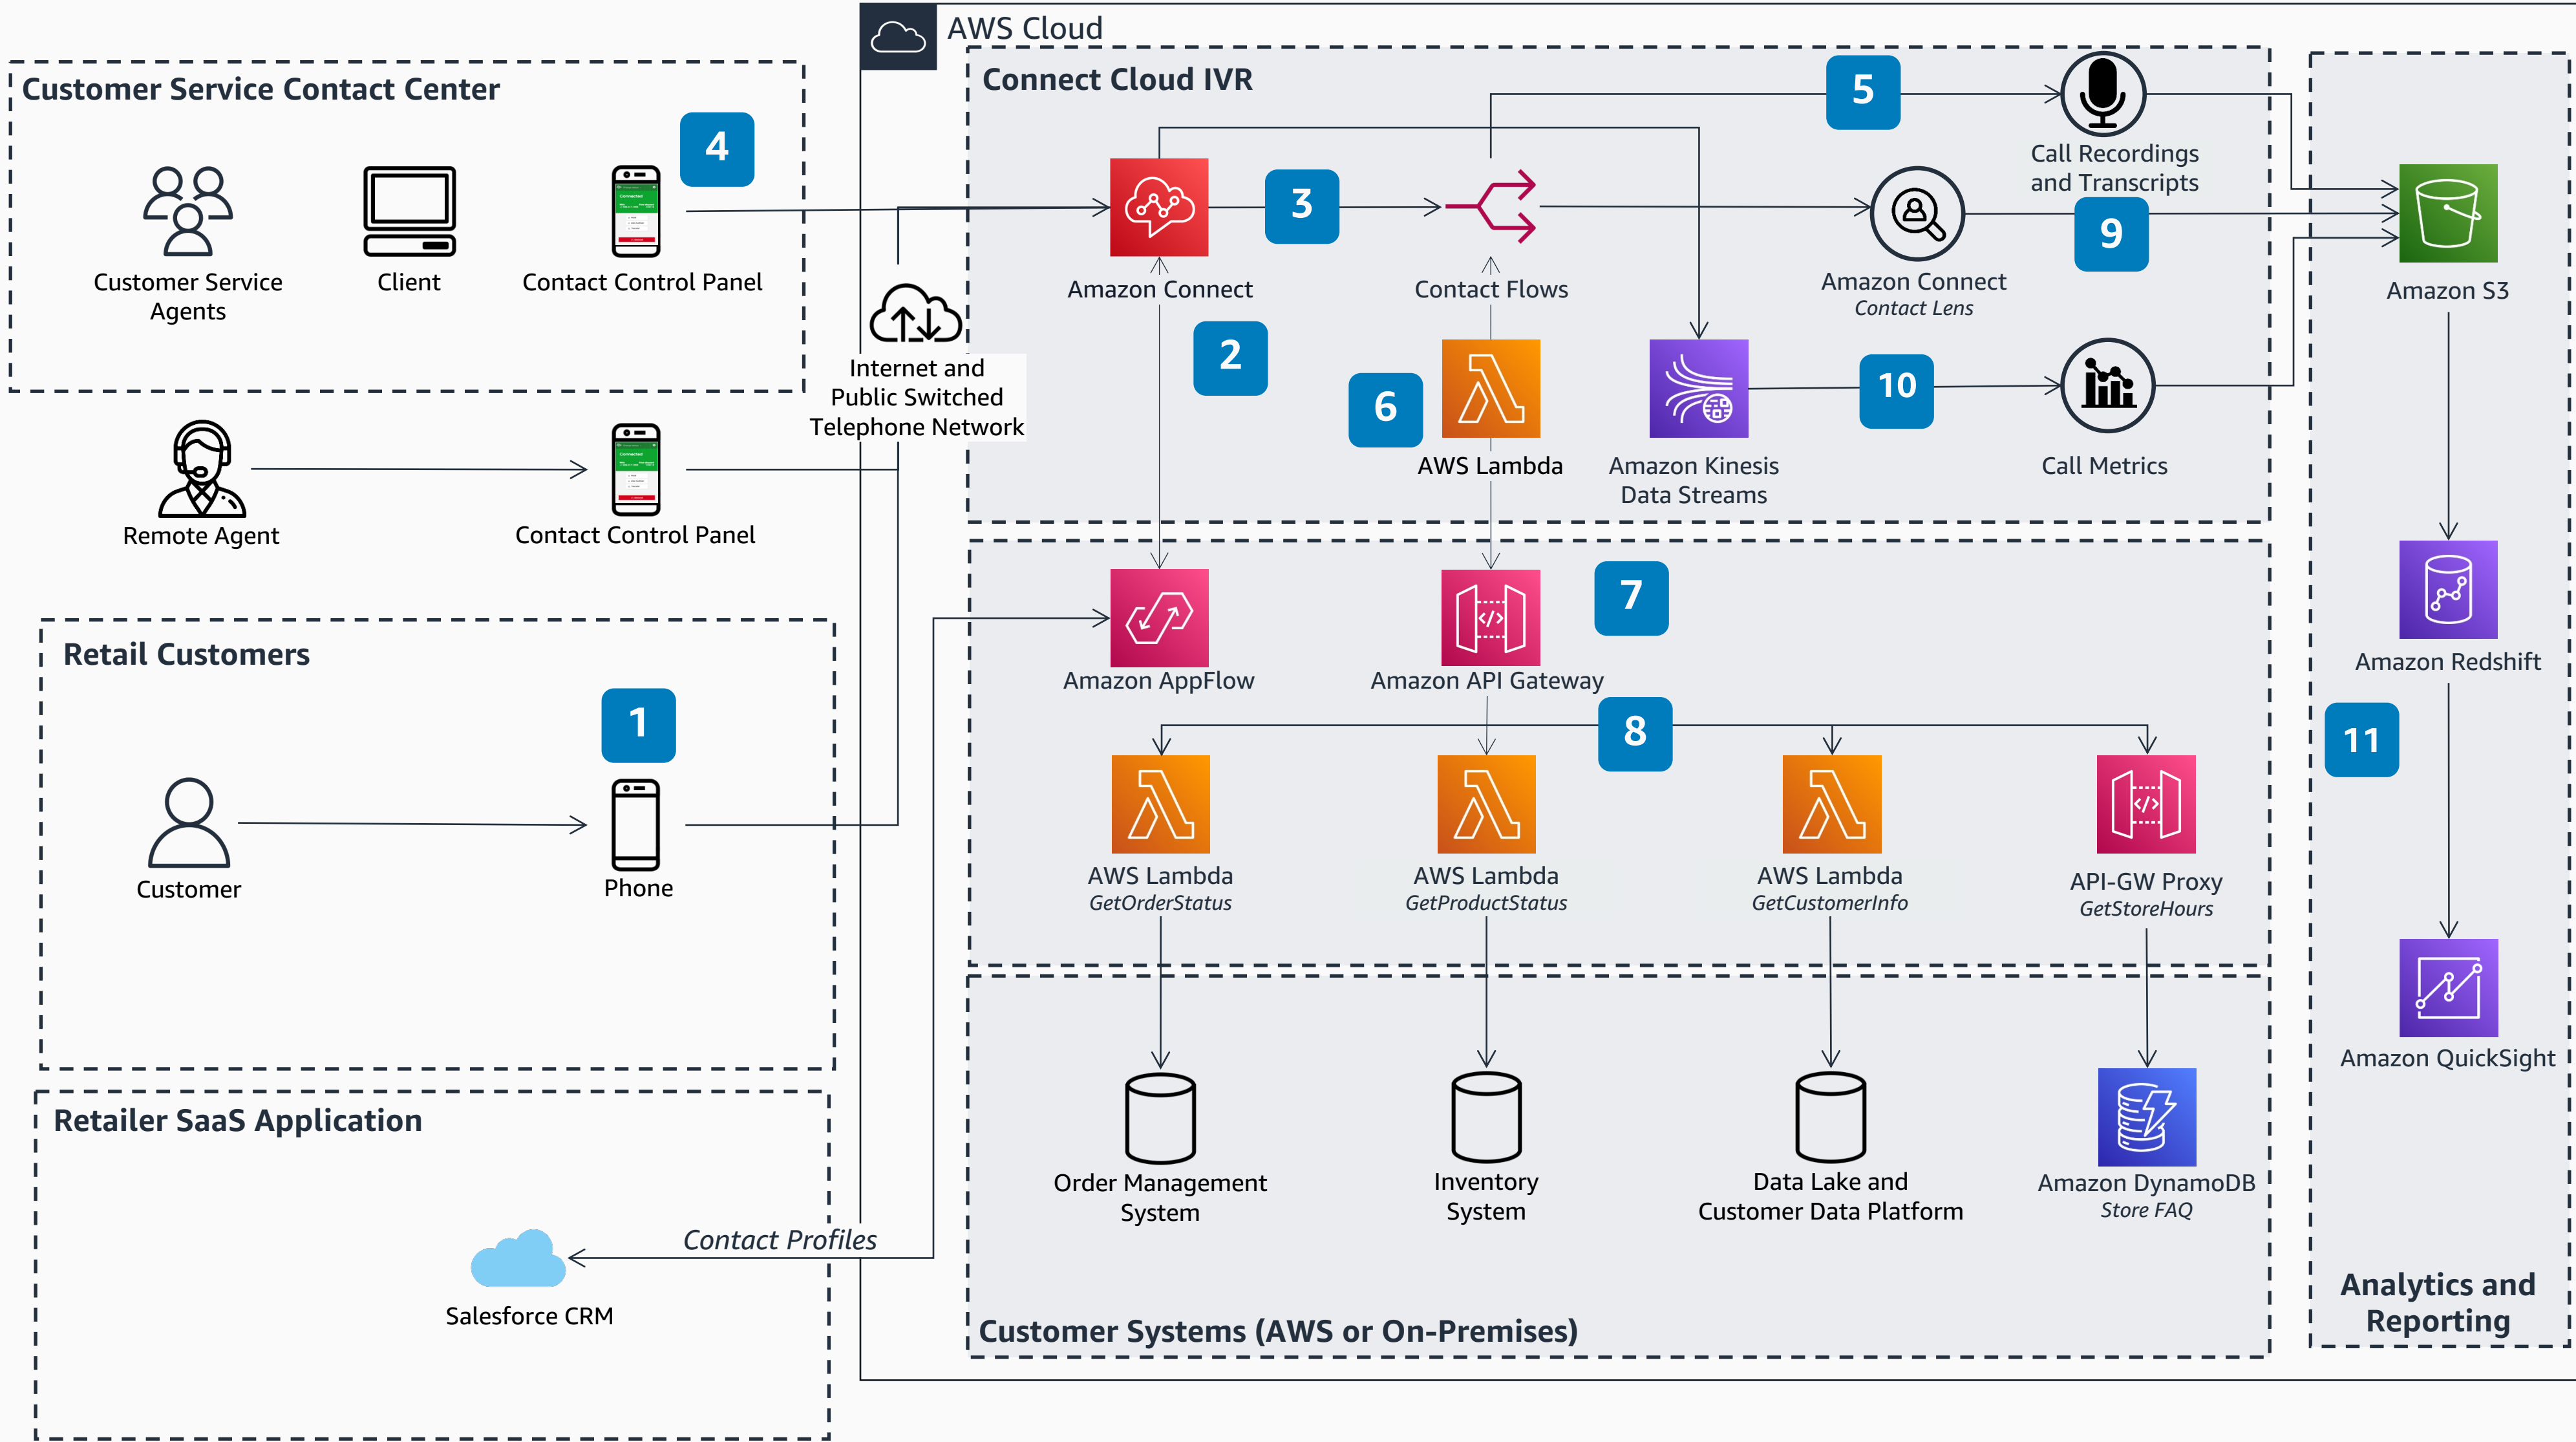 AWS Cloud
Customer Service Contact Center
4
Customer Service
Agents
Client
Contact Control Panel
Remote Agent
Contact Control Panel
Internet and
Public Switched
Telephone Network
Retail Customers
1
Customer
Phone
Retailer SaaS Application
Contact Profiles
Salesforce CRM
Connect Cloud IVR
5
Call Recordings
and Transcripts
3
Amazon Connect
Contact Flows
Amazon Connect
Contact Lens
9
2
6
AWS Lambda
Amazon Kinesis
Data Streams
10
Call Metrics
7
Amazon AppFlow
Amazon API Gateway
8
AWS Lambda
GetOrderStatus
AWS Lambda
GetProductStatus
AWS Lambda
GetCustomerInfo
API-GW Proxy
GetStoreHours
Order Management
System
Inventory
System
Data Lake and
Customer Data Platform
Amazon DynamoDB
Store FAQ
Customer Systems (AWS or On-Premises)
Amazon S3
Amazon Redshift
11
Amazon QuickSight
Analytics and
Reporting